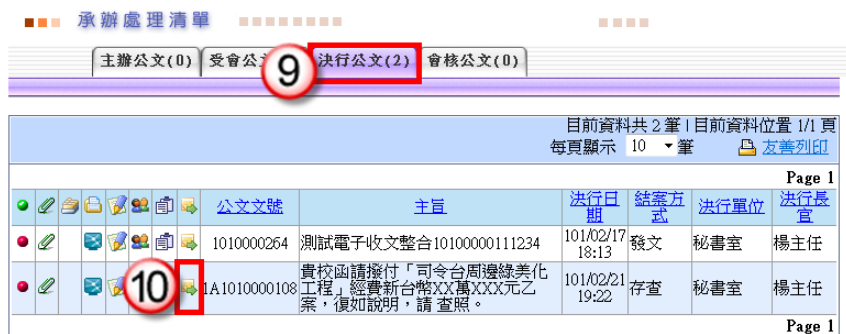 承辦處理清單
主辦公文(0) 受會公文 決行公文(2) 會核公文(0)
9
目前資料共 2 筆 | 目前資料位置 1/1 頁
每頁顯示 10 筆 友善列印
Page 1
公文文號 主旨 決行日期 結案方式 決行單位 決行長官
1010000264 測試電子收文整合10100000111234 101/02/17 18:13 發文 秘書室 楊主任
10
1A1010000108 貴校函請撥付「司令台周邊綠美化
工程」經費新台幣XX萬XXX元乙
案，復如說明，請 查照。
101/02/21 19:22 存查 秘書室 楊主任
Page 1